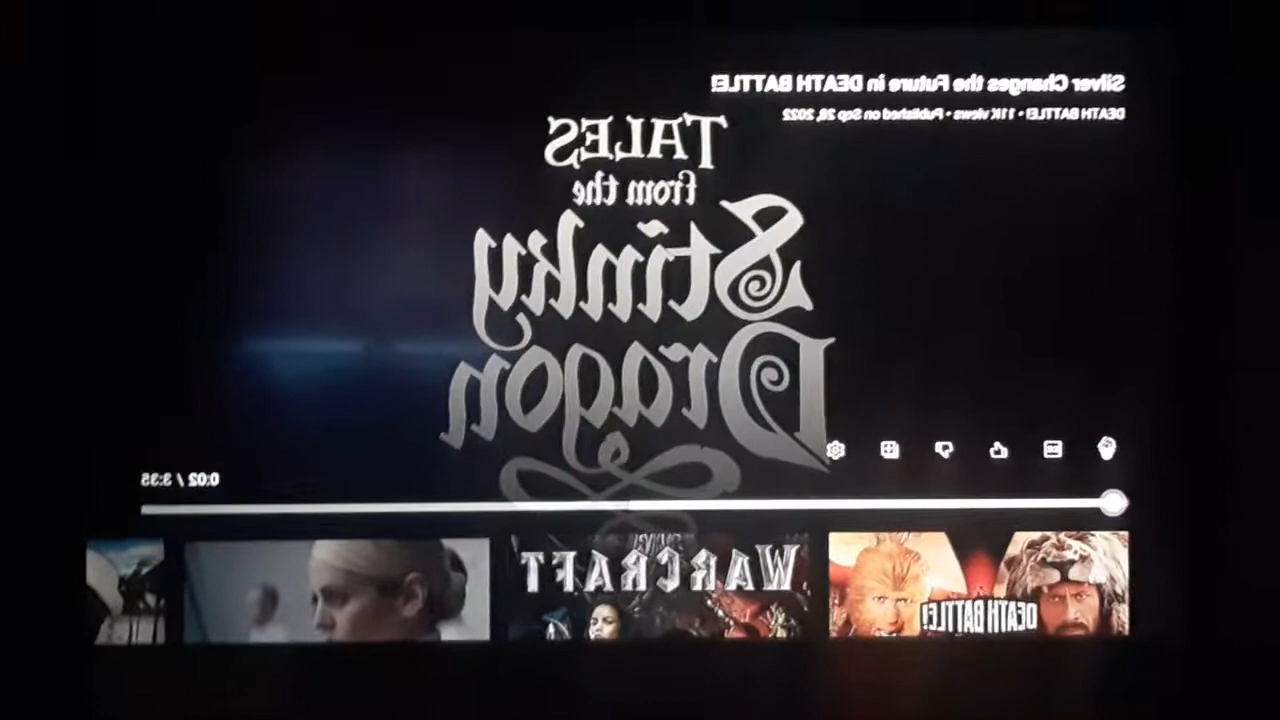 Silver Changes the Future in DEATH BATTLE!
DEATH BATTLE! • 11K views • Published on Sep 28, 2022
TALES
from the
Stinky
Dragon
0:02 / 3:35
WARCRAFT
DEATH BATTLE!